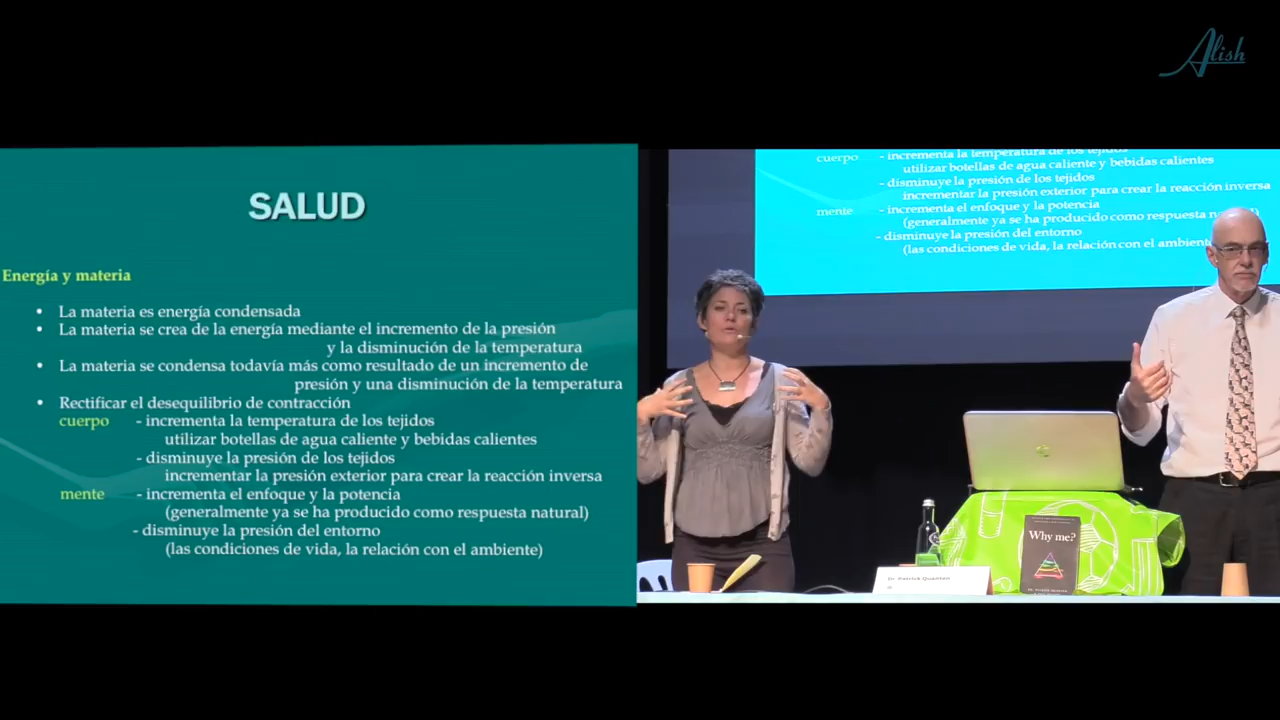 Alish
SALUD
Energía y materia
• La materia es energía condensada
• La materia se crea de la energía mediante el incremento de la presión
y la disminución de la temperatura
• La materia se condensa todavía más como resultado de un incremento de
presión y una disminución de la temperatura
• Rectificar el desequilibrio de contracción
cuerpo - incrementa la temperatura de los tejidos
utilizar botellas de agua caliente y bebidas calientes
- disminuye la presión de los tejidos
incrementar la presión exterior para crear la reacción inversa
mente - incrementa el enfoque y la potencia
(generalmente ya se ha producido como respuesta natural)
- disminuye la presión del entorno
(las condiciones de vida, la relación con el ambiente)
cuerpo - incrementa la temperatura de los tejidos
utilizar botellas de agua caliente y bebidas calientes
- disminuye la presión de los tejidos
incrementar la presión exterior para crear la reacción inversa
mente - incrementa el enfoque y la potencia
(generalmente ya se ha producido como respuesta
- disminuye la presión del entorno
(las condiciones de vida, la relación con el ambiente)
Dr. Patrick Quanten
Why me?